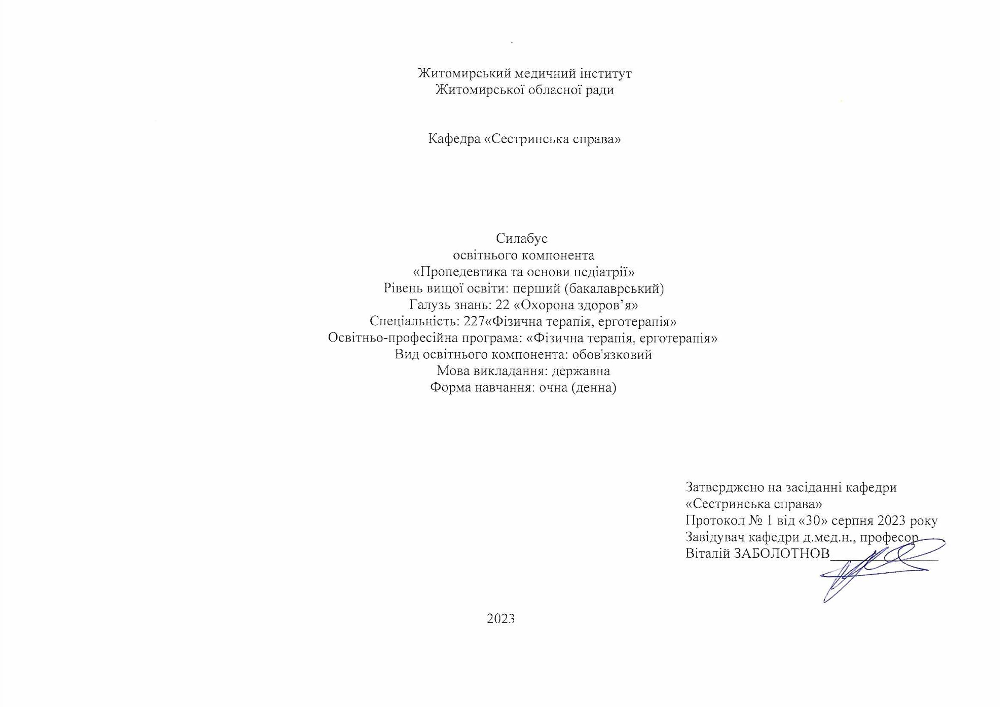 Житомирський медичний інститут
Житомирської обласної ради
Кафедра «Сестринська справа»
Силабус
освітнього компонента
«Пропедевтика та основи педіатрії»
Рівень вищої освіти: перший (бакалаврський)
Галузь знань: 22 «Охорона здоров’я»
Спеціальність: 227«Фізична терапія, ерготерапія»
Освітньо-професійна програма: «Фізична терапія, ерготерапія»
Вид освітнього компонента: обов'язковий
Мова викладання: державна
Форма навчання: очна (денна)
Затверджено на засіданні кафедри
«Сестринська справа»
Протокол № 1 від «30» серпня 2023 року
Завідувач кафедри д.мед.н., професор
Віталій ЗАБОЛОТНОВ
2023